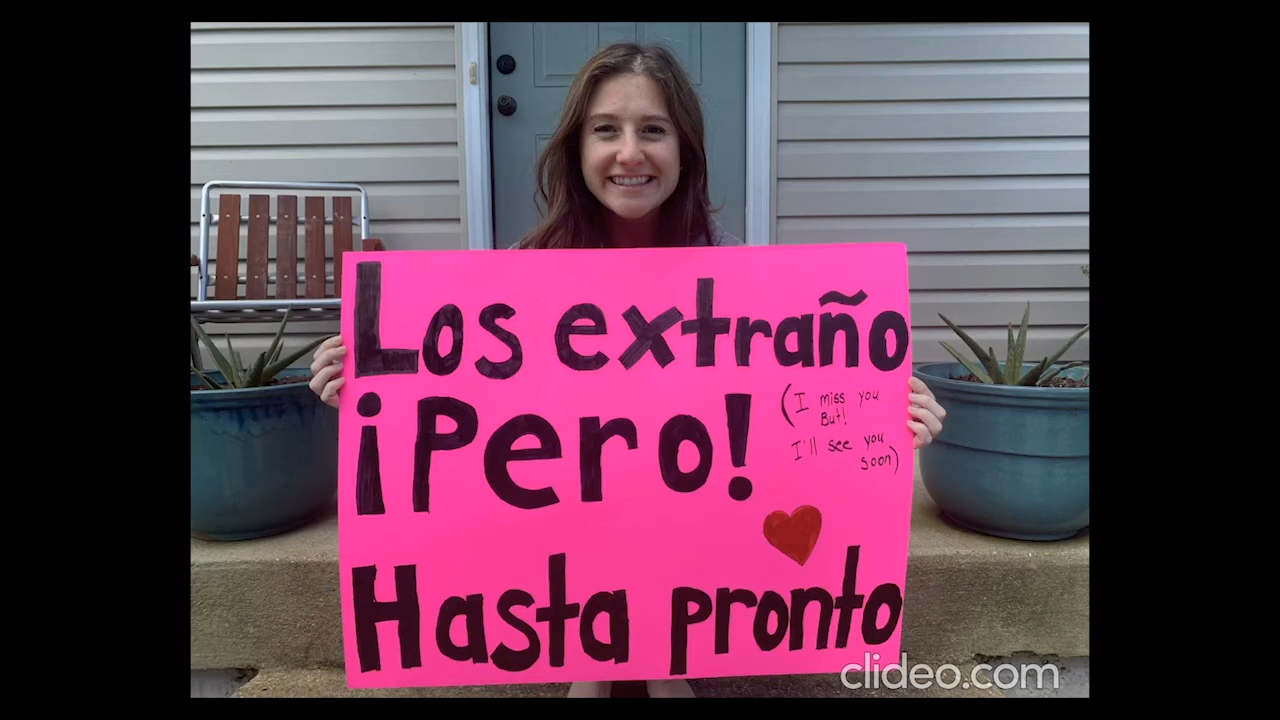 Los extraño
¡Pero!
(I miss you
But!
I'll see you
soon)
Hasta pronto
clideo.com